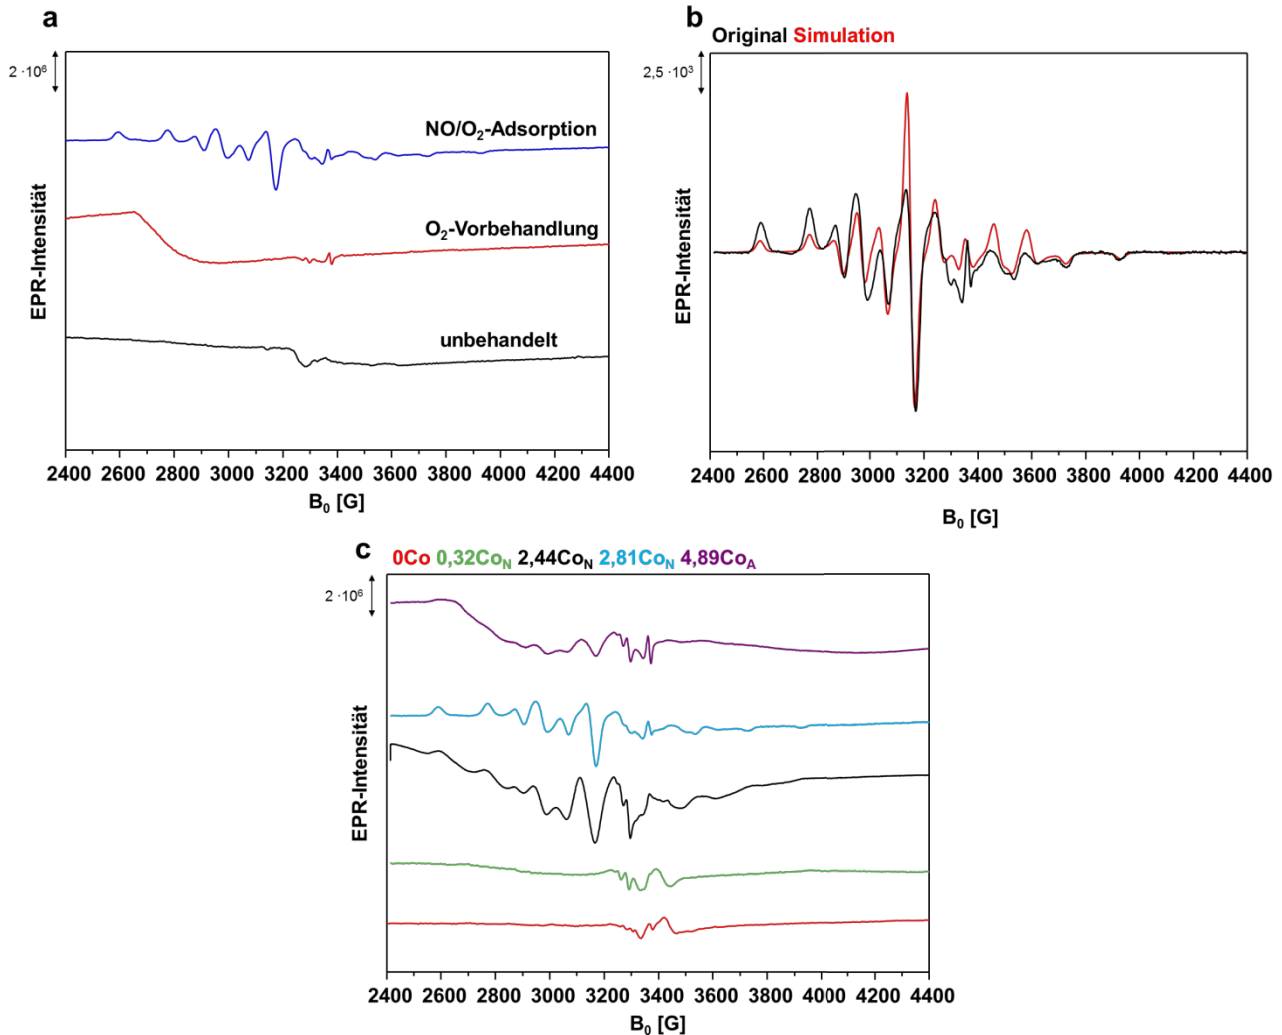 a
2 ·10⁶
NO/O₂-Adsorption
O₂-Vorbehandlung
unbehandelt
EPR-Intensität
2400 2600 2800 3000 3200 3400 3600 3800 4000 4200 4400
B₀ [G]
b
Original Simulation
2,5 ·10³
EPR-Intensität
2400 2600 2800 3000 3200 3400 3600 3800 4000 4200 4400
B₀ [G]
c
0Co 0,32Co_N 2,44Co_N 2,81Co_N 4,89Co_A
2 ·10⁶
EPR-Intensität
2400 2600 2800 3000 3200 3400 3600 3800 4000 4200 4400
B₀ [G]